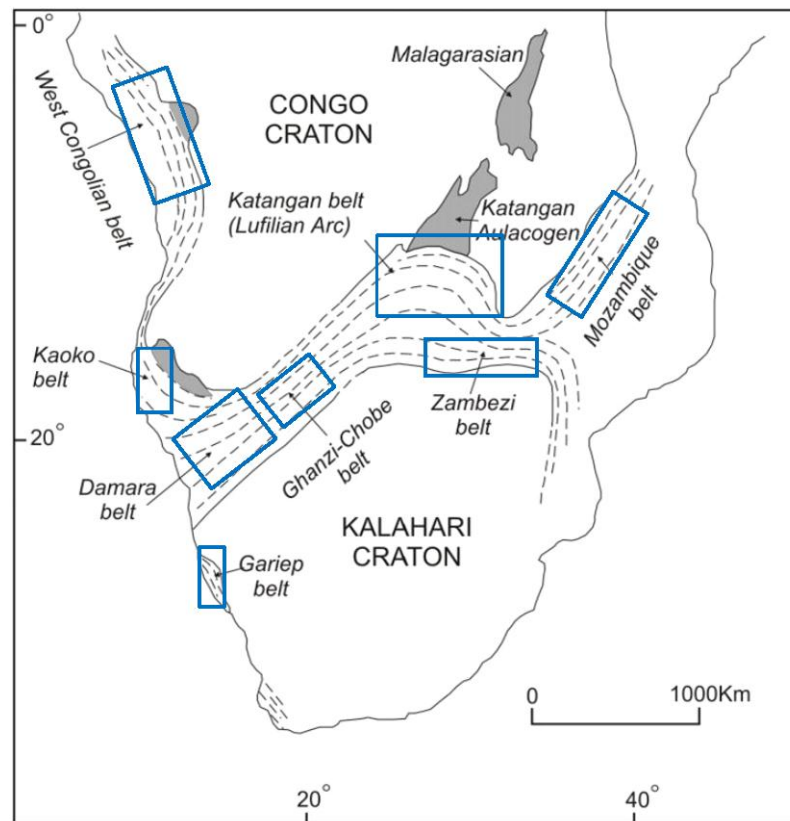 0°
Malagarasian
CONGO
CRATON
West Congolian belt
Katangan belt
(Lufilian Arc)
Katangan
Aulacogen
Mozambique
belt
Kaoko
belt
Zambezi
belt
Ghanzi-Chobe
belt
20°
Damara
belt
KALAHARI
CRATON
Gariep
belt
0
1000Km
20°
40°